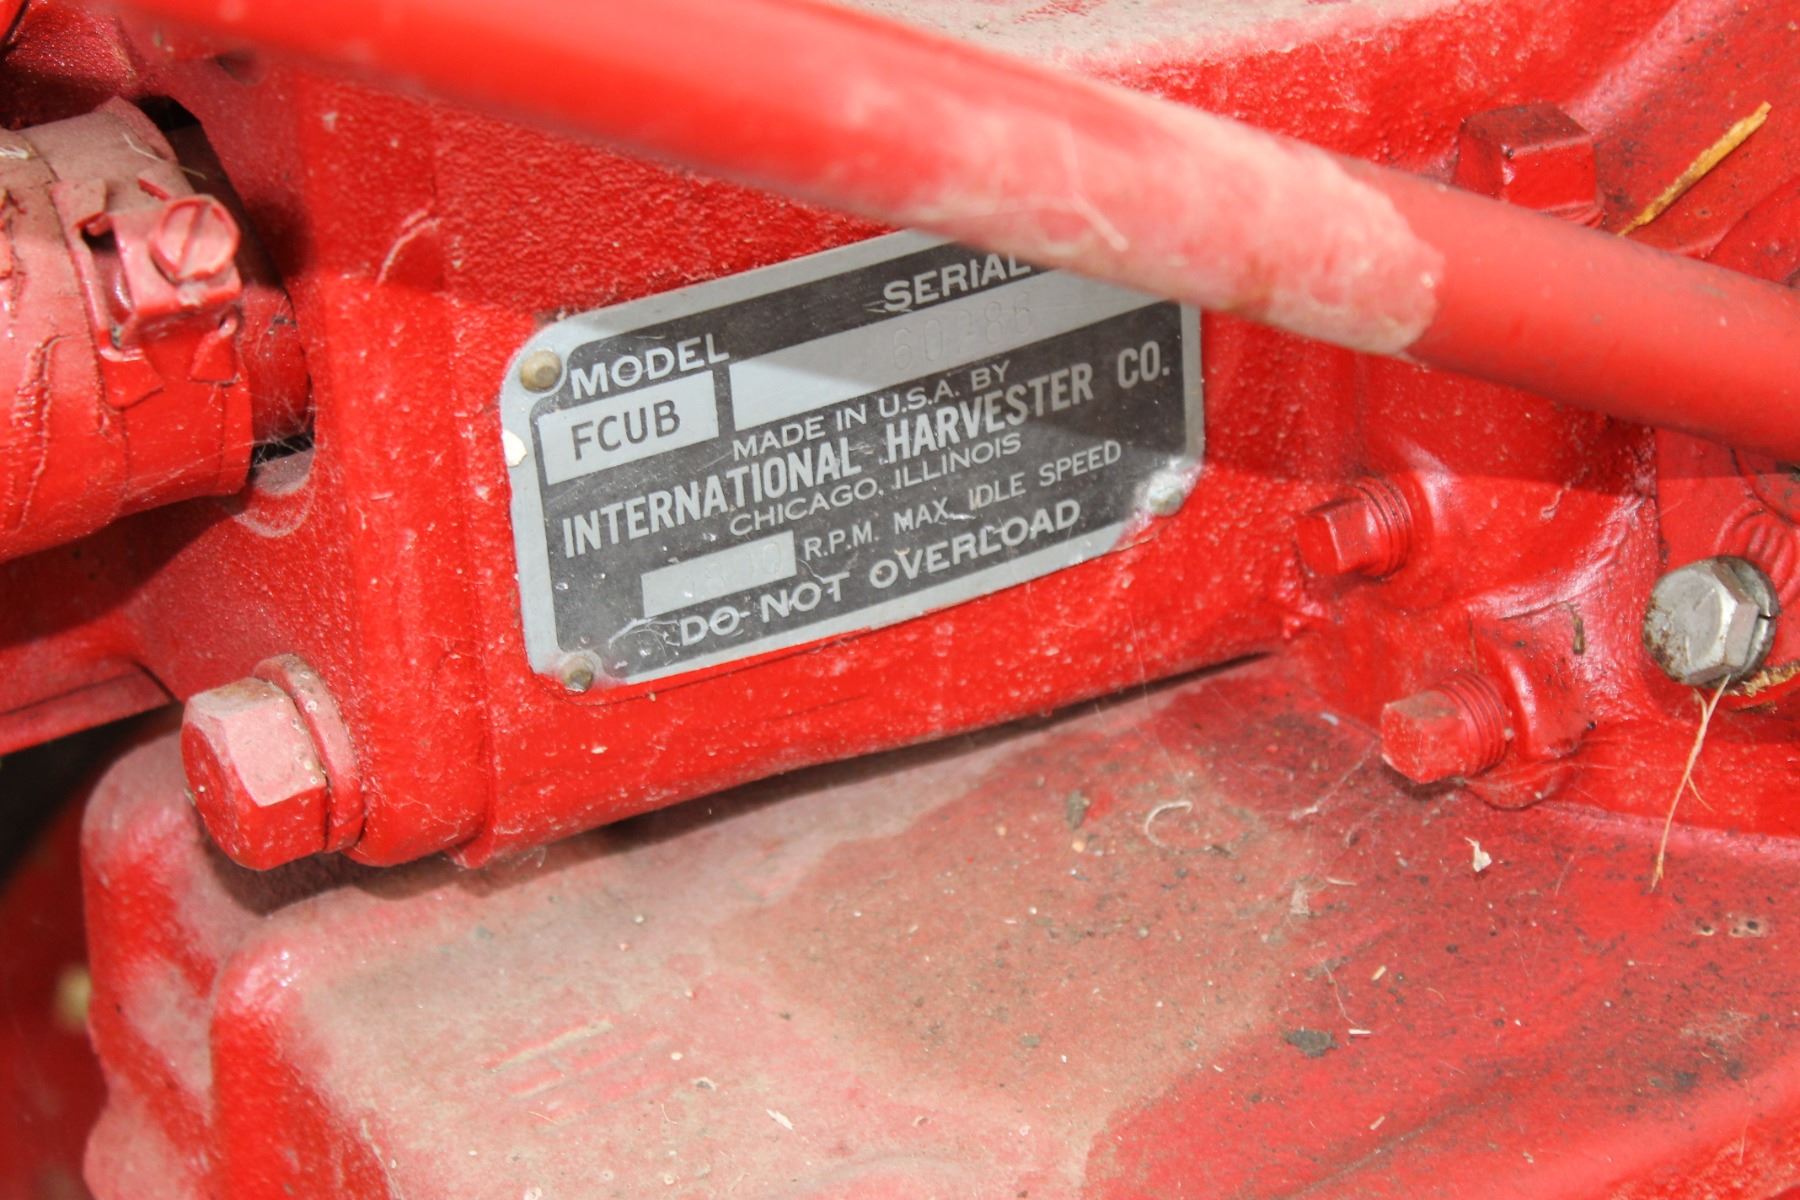 MODEL SERIAL
FCUB
MADE IN U.S.A. BY
INTERNATIONAL HARVESTER CO.
CHICAGO, ILLINOIS
R.P.M. MAX. IDLE SPEED
DO NOT OVERLOAD